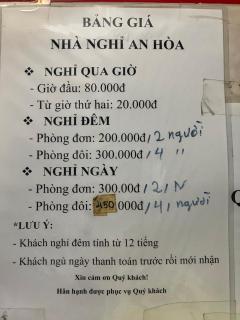 BẢNG GIÁ
NHÀ NGHỈ AN HÒA
❖ NGHỈ QUA GIỜ
- Giờ đầu: 80.000đ
- Từ giờ thứ hai: 20.000đ
❖ NGHỈ ĐÊM
- Phòng đơn: 200.000đ/2 người
- Phòng đôi: 300.000đ/4 "
❖ NGHỈ NGÀY
- Phòng đơn: 300.000đ/2/N
- Phòng đôi: 450.000đ/4/người
*LƯU Ý:
- Khách nghỉ đêm tính từ 12 tiếng
- Khách ngủ ngày thanh toán trước rồi mới nhận
Xin cảm ơn Quý khách!
Hân hạnh được phục vụ Quý khách